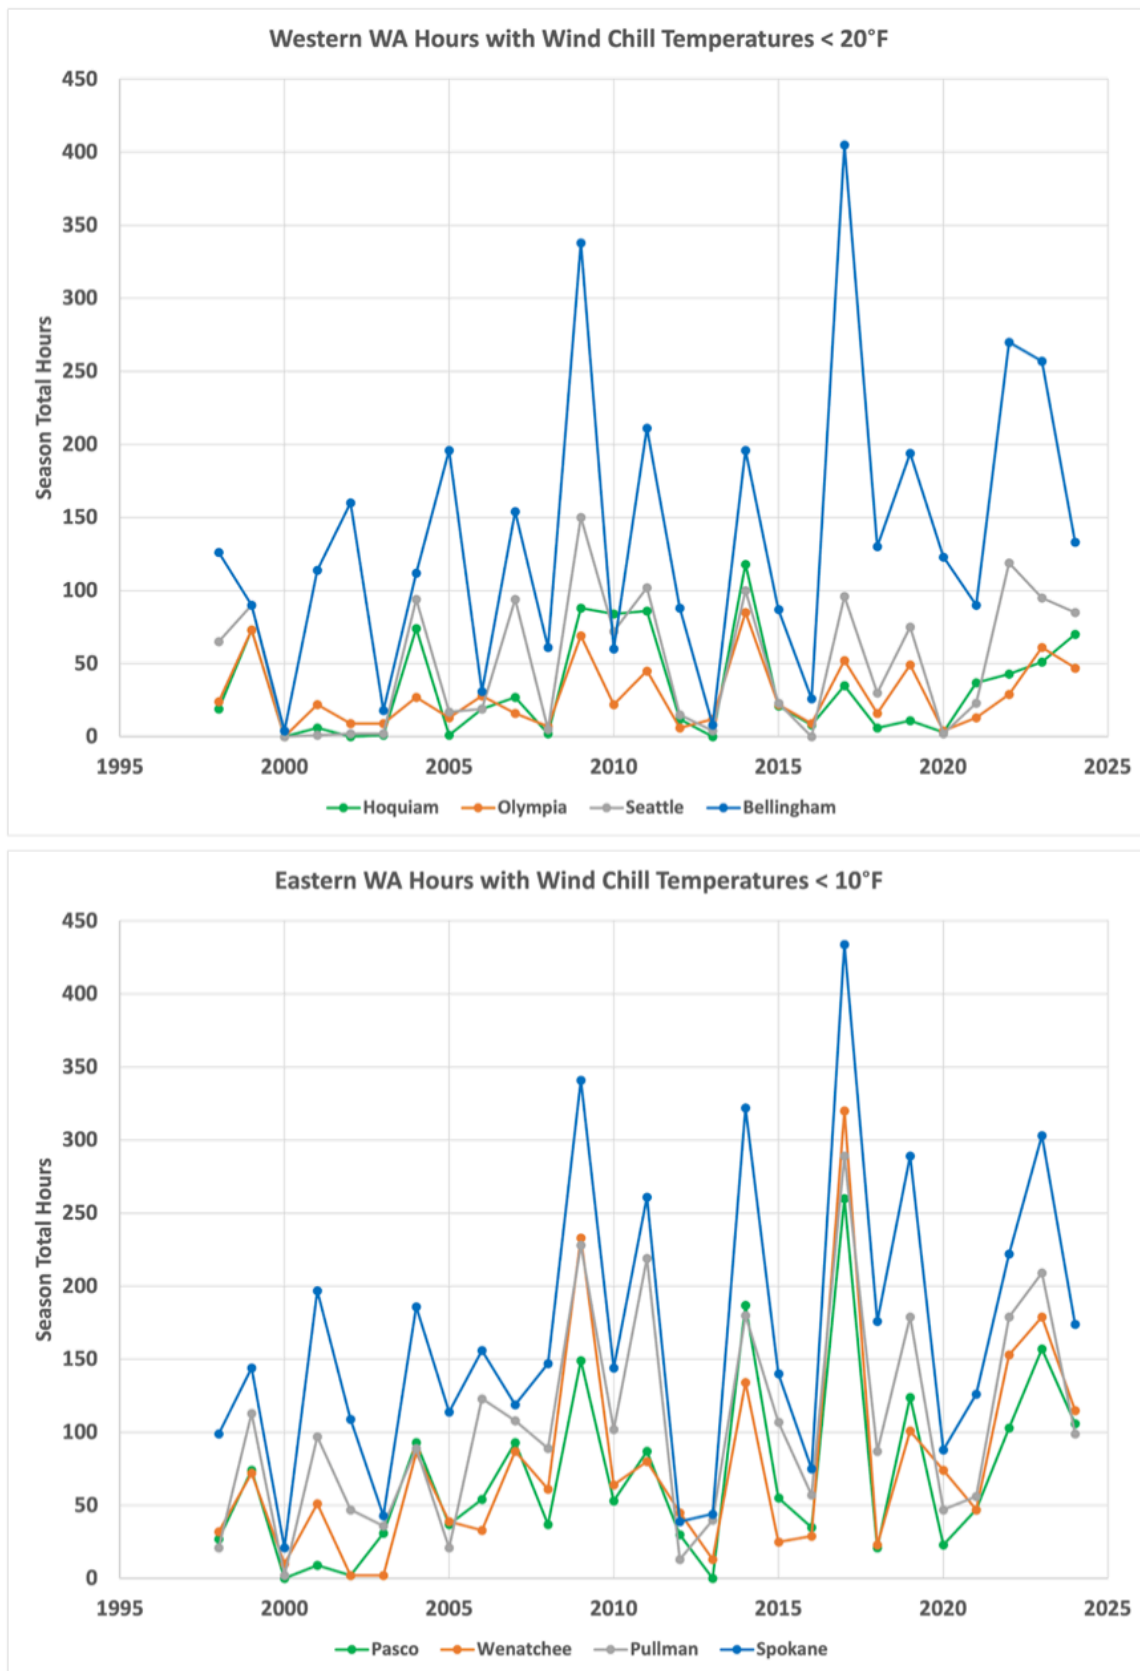 Western WA Hours with Wind Chill Temperatures < 20°F
450
400
350
300
250
200
150
100
50
0
Season Total Hours
1995 2000 2005 2010 2015 2020 2025
Hoquiam Olympia Seattle Bellingham
Eastern WA Hours with Wind Chill Temperatures < 10°F
450
400
350
300
250
200
150
100
50
0
Season Total Hours
1995 2000 2005 2010 2015 2020 2025
Pasco Wenatchee Pullman Spokane